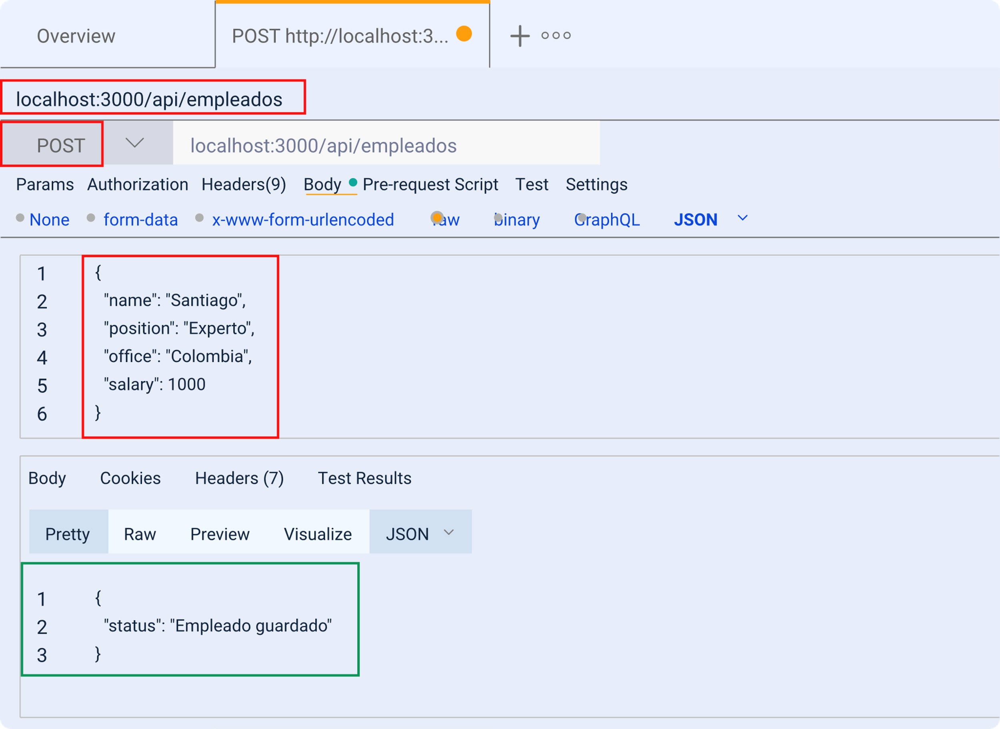 Overview POST http://localhost:3...
localhost:3000/api/empleados
POST localhost:3000/api/empleados
Params Authorization Headers(9) Body Pre-request Script Test Settings
None form-data x-www-form-urlencoded raw binary GraphQL JSON
1 {
2 "name": "Santiago",
3 "position": "Experto",
4 "office": "Colombia",
5 "salary": 1000
6 }
Body Cookies Headers (7) Test Results
Pretty Raw Preview Visualize JSON
1 {
2 "status": "Empleado guardado"
3 }